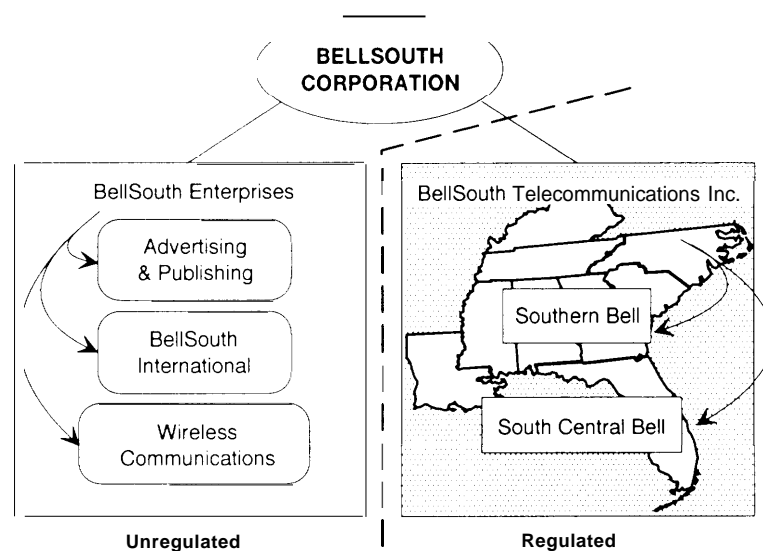 BELLSOUTH
CORPORATION
BellSouth Enterprises
Advertising
& Publishing
BellSouth
International
Wireless
Communications
Unregulated
BellSouth Telecommunications Inc.
Southern Bell
South Central Bell
Regulated